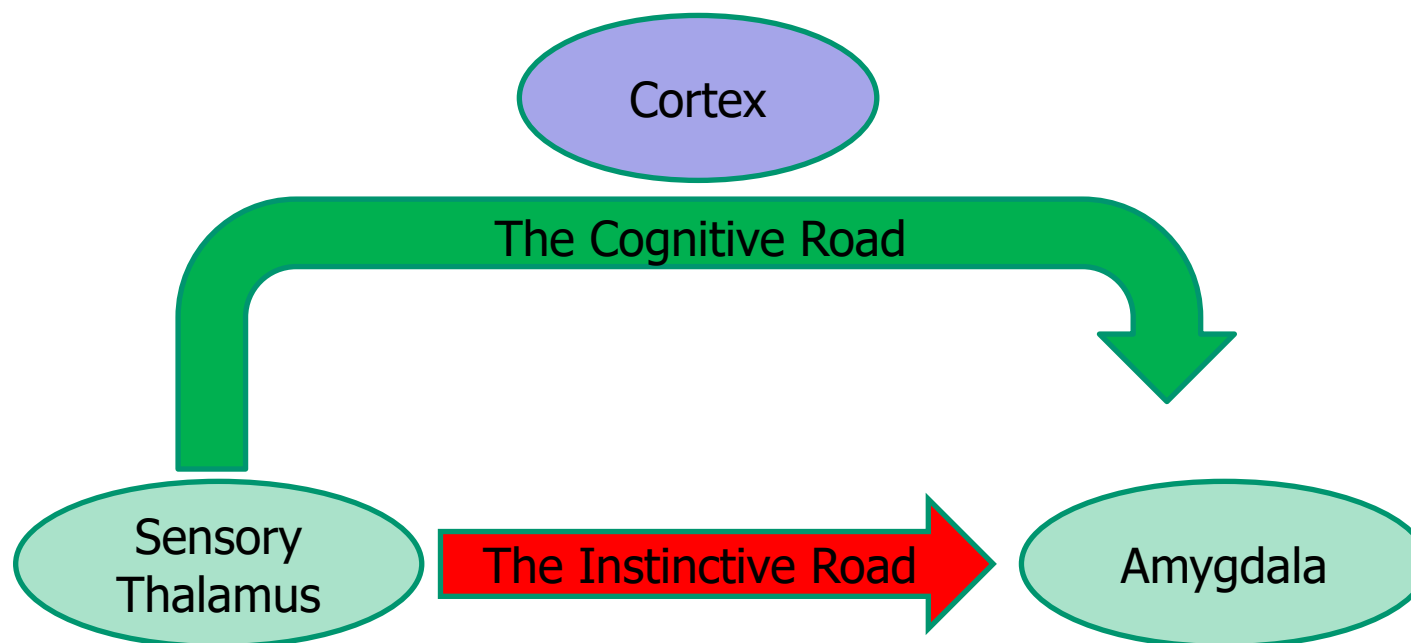 Cortex
The Cognitive Road
Sensory
Thalamus
The Instinctive Road
Amygdala